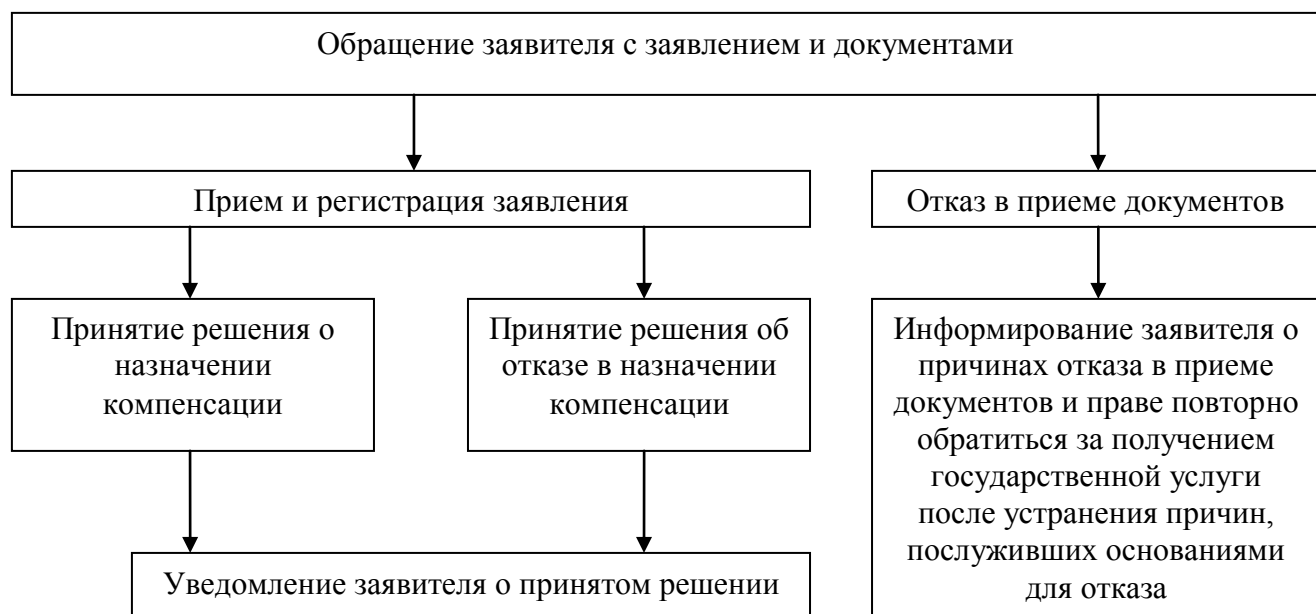 Обращение заявителя с заявлением и документами
Прием и регистрация заявления
Отказ в приеме документов
Принятие решения о
назначении
компенсации
Принятие решения об
отказе в назначении
компенсации
Информирование заявителя о
причинах отказа в приеме
документов и праве повторно
обратиться за получением
государственной услуги
после устранения причин,
послуживших основаниями
для отказа
Уведомление заявителя о принятом решении